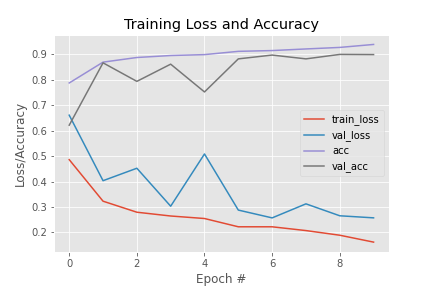 Training Loss and Accuracy
Loss/Accuracy
0.9
0.8
0.7
0.6
0.5
0.4
0.3
0.2
train_loss
val_loss
acc
val_acc
0 2 4 6 8
Epoch #